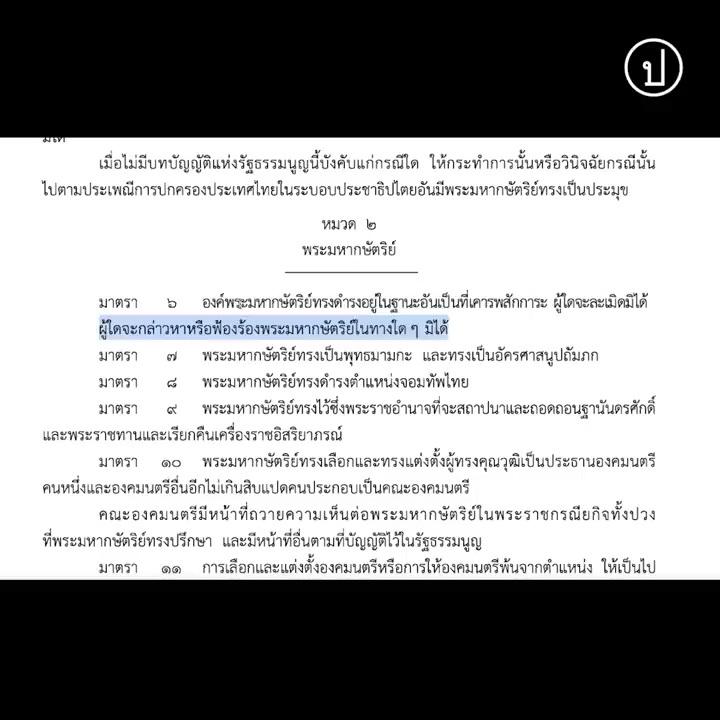 ป
เมื่อไม่มีบทบัญญัติแห่งรัฐธรรมนูญนี้บังคับแก่กรณีใด ให้กระทำการนั้นหรือวินิจฉัยกรณีนั้น
ไปตามประเพณีการปกครองประเทศไทยในระบอบประชาธิปไตยอันมีพระมหากษัตริย์ทรงเป็นประมุข
หมวด ๒
พระมหากษัตริย์
มาตรา ๖ องค์พระมหากษัตริย์ทรงดำรงอยู่ในฐานะอันเป็นที่เคารพสักการะ ผู้ใดจะละเมิดมิได้
ผู้ใดจะกล่าวหาหรือฟ้องร้องพระมหากษัตริย์ในทางใด ๆ มิได้
มาตรา ๗ พระมหากษัตริย์ทรงเป็นพุทธมามกะ และทรงเป็นอัครศาสนูปถัมภก
มาตรา ๘ พระมหากษัตริย์ทรงดำรงตำแหน่งจอมทัพไทย
มาตรา ๙ พระมหากษัตริย์ทรงไว้ซึ่งพระราชอำนาจที่จะสถาปนาและถอดถอนฐานันดรศักดิ์
และพระราชทานและเรียกคืนเครื่องราชอิสริยาภรณ์
มาตรา ๑๐ พระมหากษัตริย์ทรงเลือกและทรงแต่งตั้งผู้ทรงคุณวุฒิเป็นประธานองคมนตรี
คนหนึ่งและองคมนตรีอื่นอีกไม่เกินสิบแปดคนประกอบเป็นคณะองคมนตรี
คณะองคมนตรีมีหน้าที่ถวายความเห็นต่อพระมหากษัตริย์ในพระราชกรณียกิจทั้งปวง
ที่พระมหากษัตริย์ทรงปรึกษา และมีหน้าที่อื่นตามที่บัญญัติไว้ในรัฐธรรมนูญ
มาตรา ๑๑ การเลือกและแต่งตั้งองคมนตรีหรือการให้องคมนตรีพ้นจากตำแหน่ง ให้เป็นไป